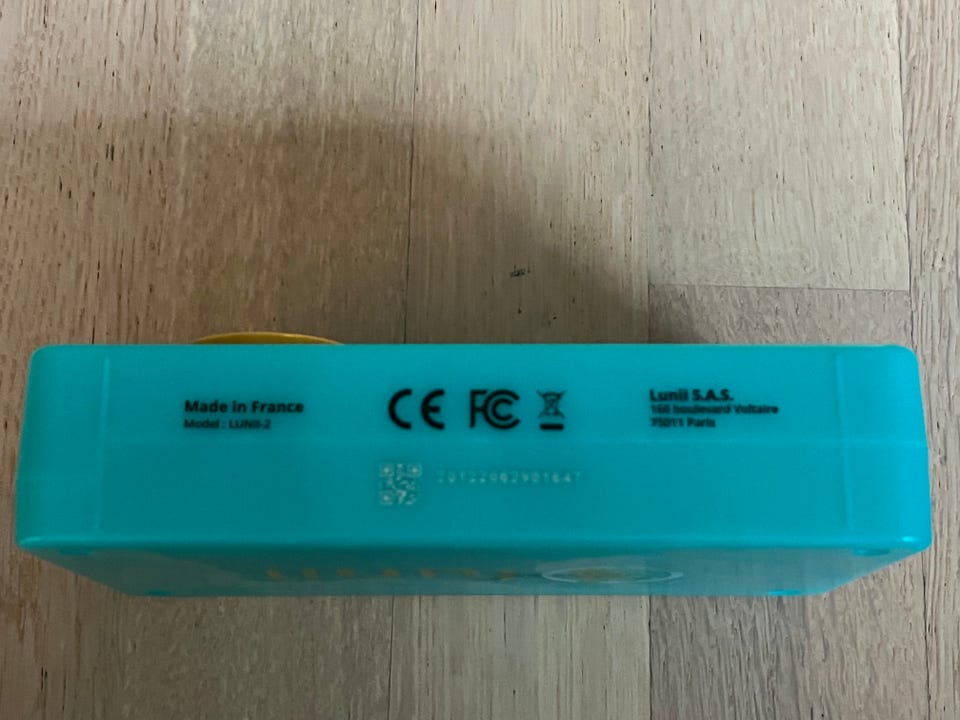 Made in France
Model : LUNII-2
CE FC
Lunii S.A.S.
166 boulevard Voltaire
75011 Paris